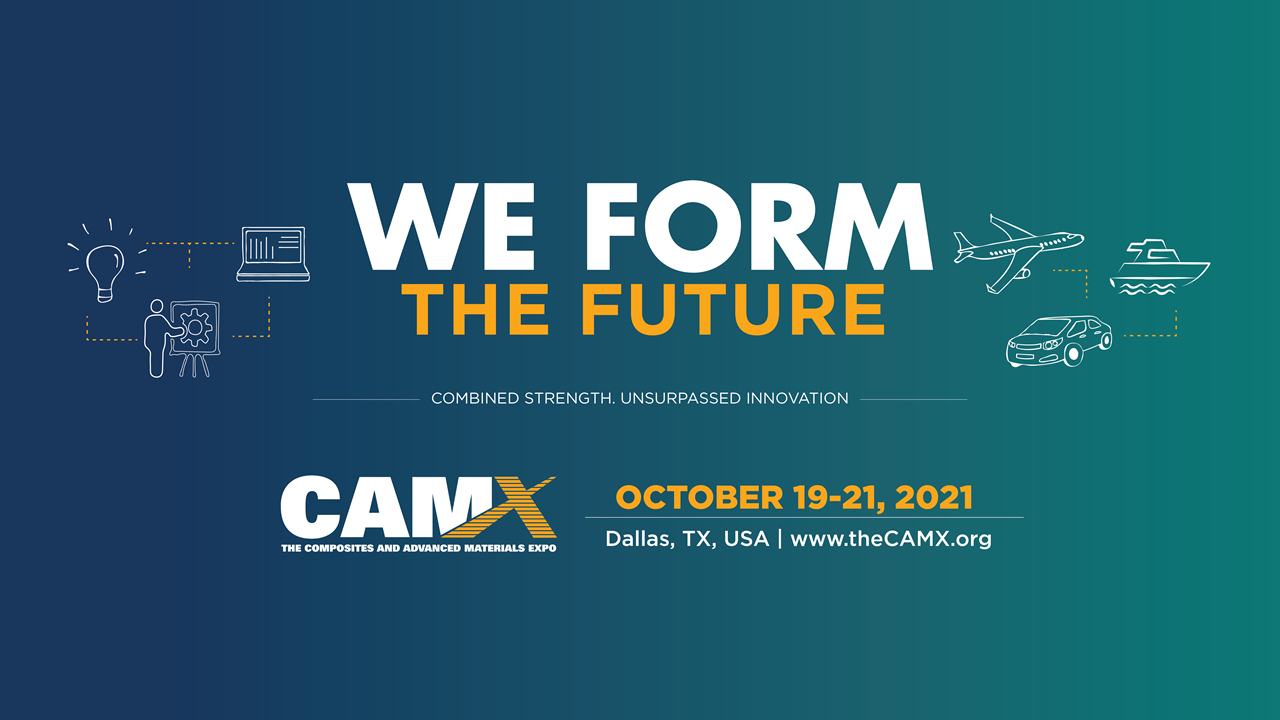 WE FORM
THE FUTURE
COMBINED STRENGTH. UNSURPASSED INNOVATION
CAMX
THE COMPOSITES AND ADVANCED MATERIALS EXPO
OCTOBER 19-21, 2021
Dallas, TX, USA | www.theCAMX.org